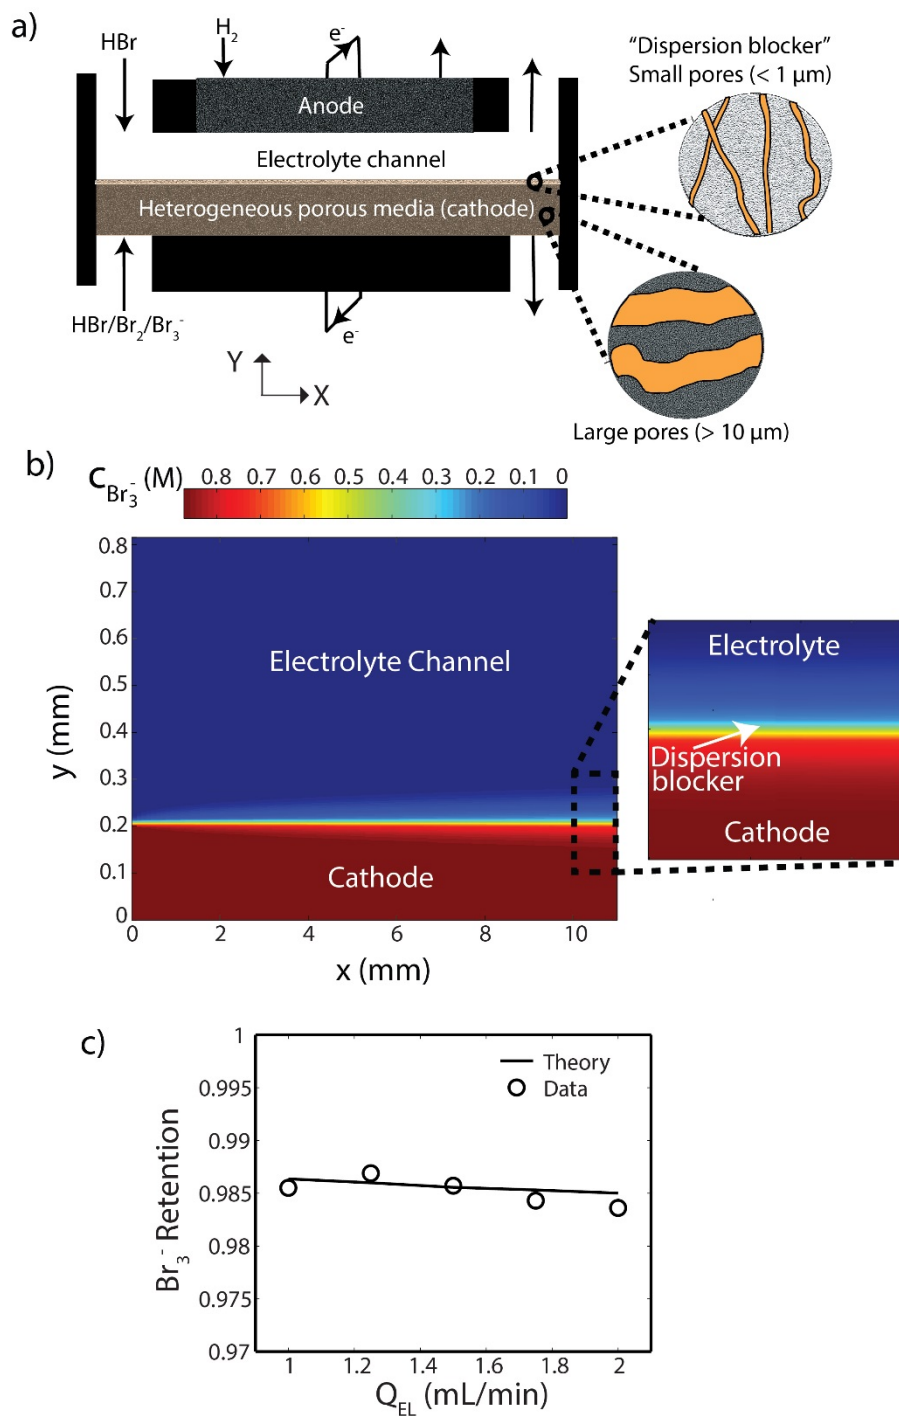 a)
HBr
H2
e-
"Dispersion blocker"
Small pores (< 1 μm)
Anode
Electrolyte channel
Heterogeneous porous media (cathode)
HBr/Br2/Br3-
e-
Y
X
Large pores (> 10 μm)
b)
CBr3- (M)
0.8 0.7 0.6 0.5 0.4 0.3 0.2 0.1 0
0.8
0.7
0.6
0.5
0.4
0.3
0.2
0.1
0
y (mm)
Electrolyte Channel
Cathode
0 2 4 6 8 10
x (mm)
Electrolyte
Dispersion
blocker
Cathode
c)
1
0.995
0.99
0.985
0.98
0.975
0.97
Br3- Retention
Theory
Data
1 1.2 1.4 1.6 1.8 2
QEL (mL/min)